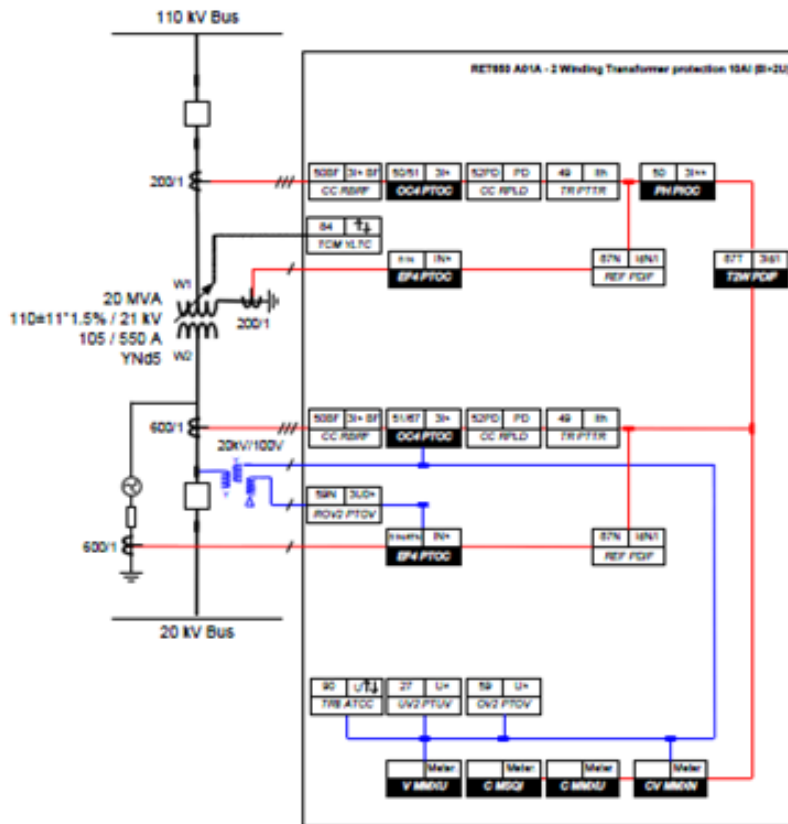 110 kV Bus
RET650 A01A - 2 Winding Transformer protection 10AI (8I+2U)
200/1
50BF 3I> BF
CC RBRF
50/51 3I>
OC4 PTOC
52PD PD
CC RPLD
49 Ith
TR PTTR
50 3I>>
PH PIOC
84
TCM YLTC
IN>
EF4 PTOC
87N IdN/I
REF PDIF
87T 3Id/I
T2W PDIF
W1
20 MVA
110±11*1.5% / 21 kV
105 / 550 A
YNd5
W2
200/1
600/1
50BF 3I> BF
CC RBRF
51/67 3I>
OC4 PTOC
52PD PD
CC RPLD
49 Ith
TR PTTR
20kV/100V
59N 3U0>
ROV2 PTOV
IN>
EF4 PTOC
87N IdN/I
REF PDIF
600/1
20 kV Bus
90 U
TR8 ATCC
27 U<
UV2 PTUV
59 U>
OV2 PTOV
Meter
V MMXU
Meter
C MSQI
Meter
C MMXU
Meter
CV MMXN